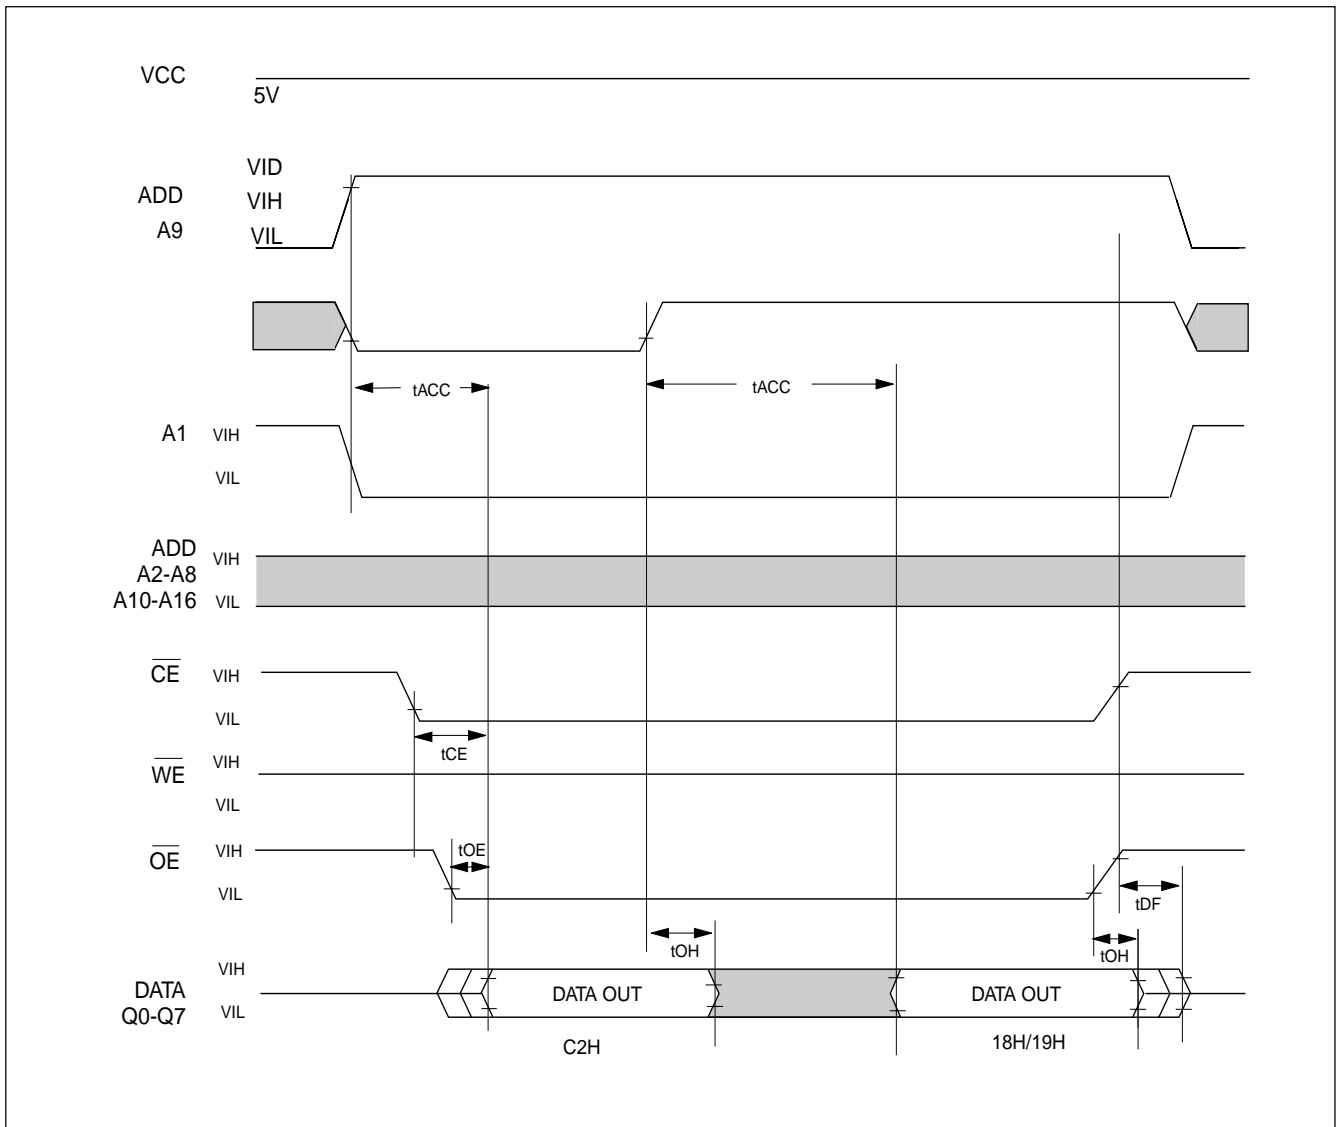 VCC
5V
VID
ADD
VIH
A9
VIL
tACC
tACC
A1 VIH
VIL
ADD
VIH
A2-A8
A10-A16 VIL
CE VIH
VIL
tCE
WE VIH
VIL
OE VIH
tOE
VIL
tDF
tOH
tOH
VIH
DATA
DATA OUT
DATA OUT
Q0-Q7
VIL
C2H
18H/19H